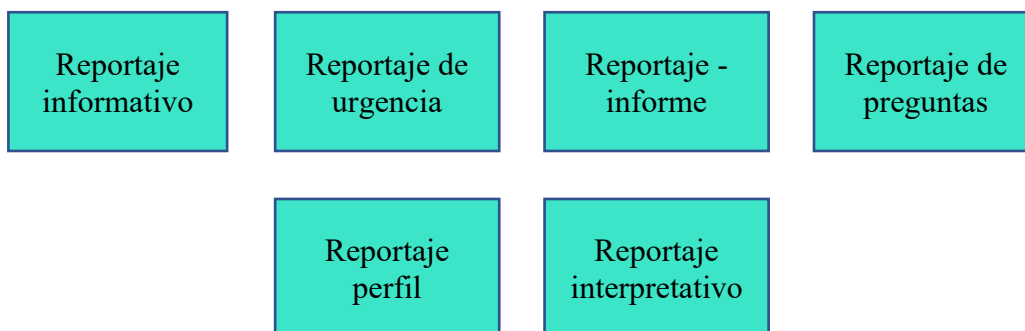 Reportaje
informativo
Reportaje de
urgencia
Reportaje -
informe
Reportaje de
preguntas
Reportaje
perfil
Reportaje
interpretativo